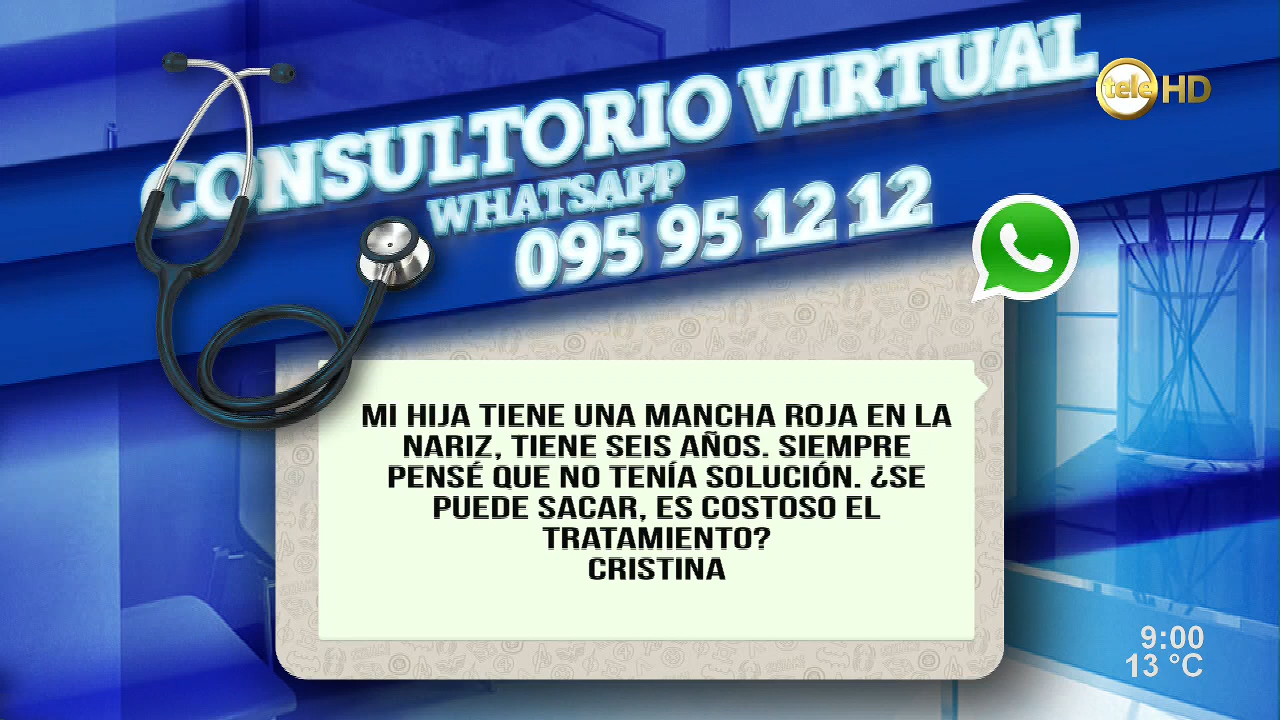 CONSULTORIO VIRTUAL
tele HD
WHATSAPP
095 95 12 12
MI HIJA TIENE UNA MANCHA ROJA EN LA
NARIZ, TIENE SEIS AÑOS. SIEMPRE
PENSÉ QUE NO TENÍA SOLUCIÓN. ¿SE
PUEDE SACAR, ES COSTOSO EL
TRATAMIENTO?
CRISTINA
9:00
13 °C